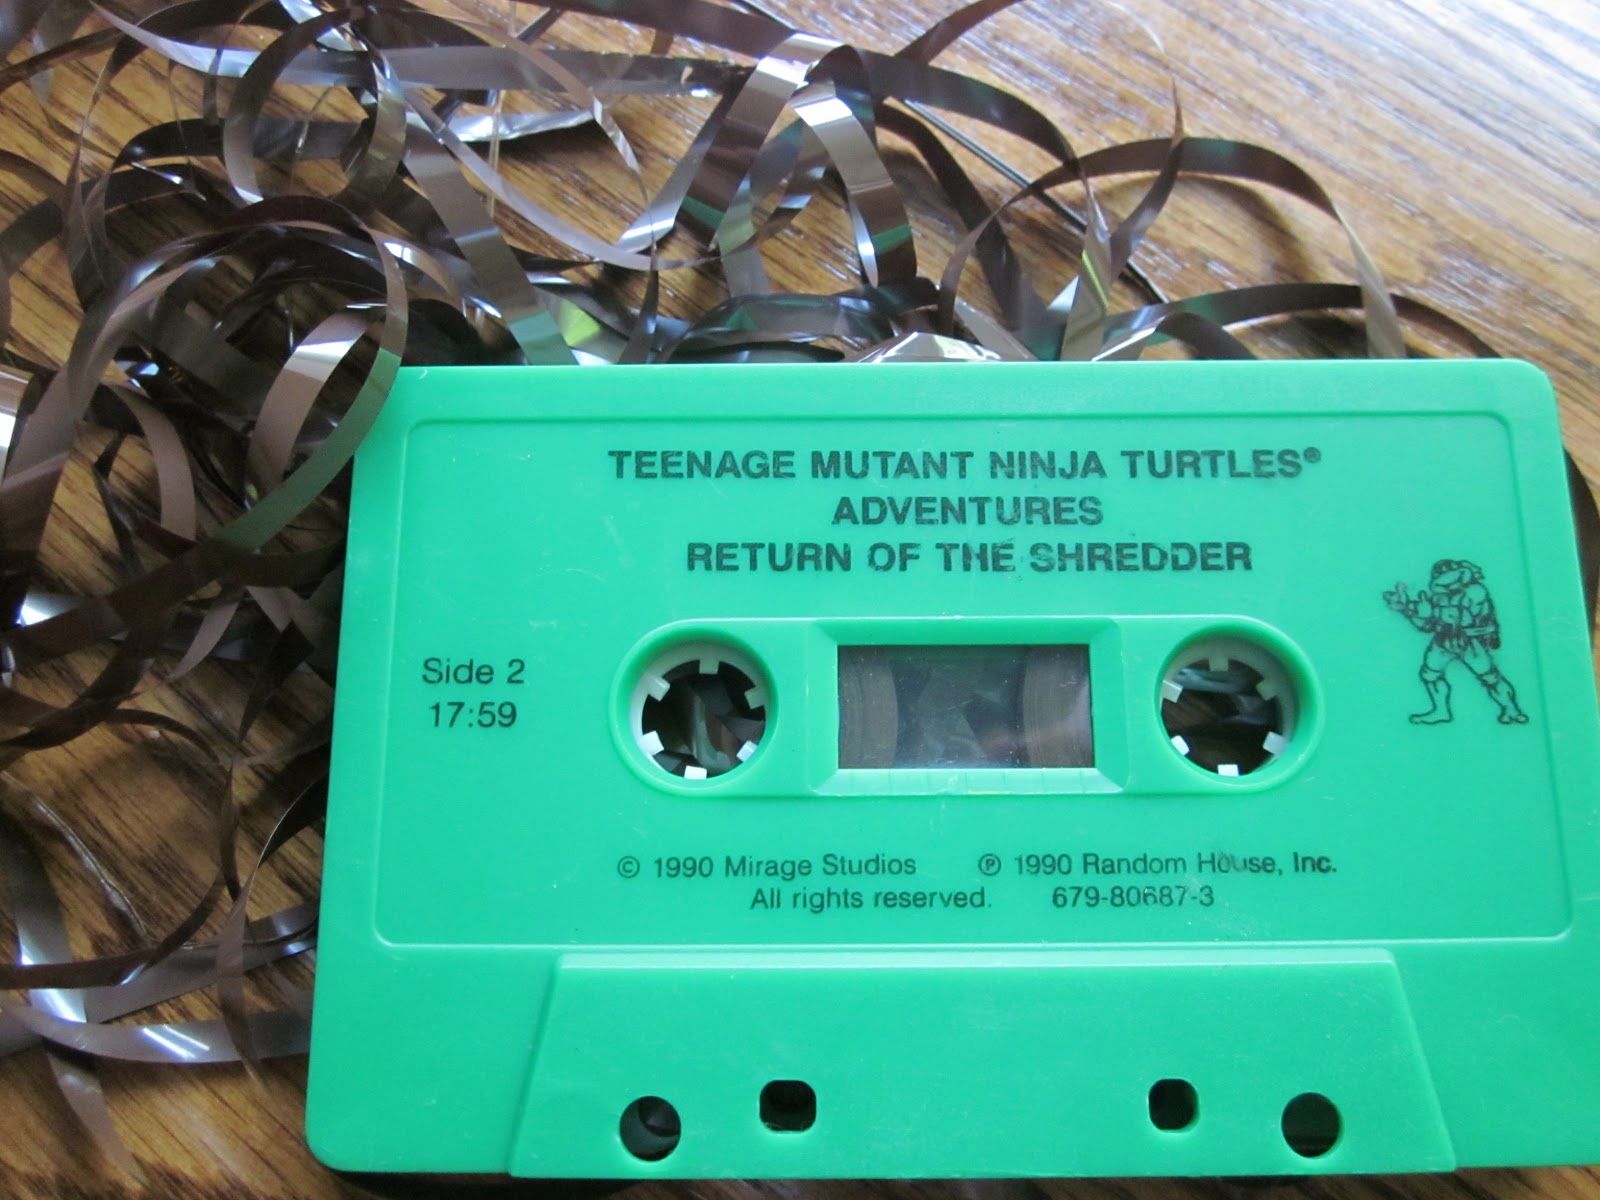 TEENAGE MUTANT NINJA TURTLES®
ADVENTURES
RETURN OF THE SHREDDER
Side 2
17:59
© 1990 Mirage Studios ℗ 1990 Random House, Inc.
All rights reserved. 679-80687-3